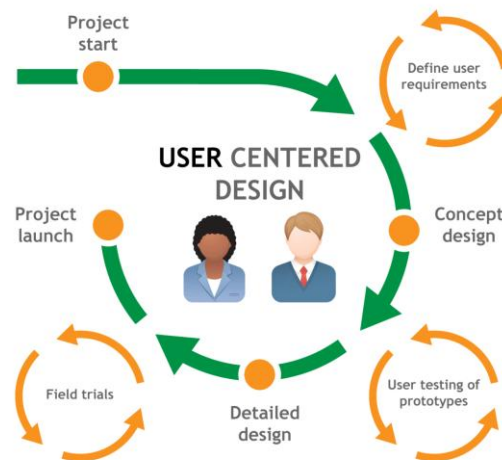 Project
start
Define user
requirements
USER CENTERED
DESIGN
Project
launch
Concept
design
Field trials
User testing of
prototypes
Detailed
design